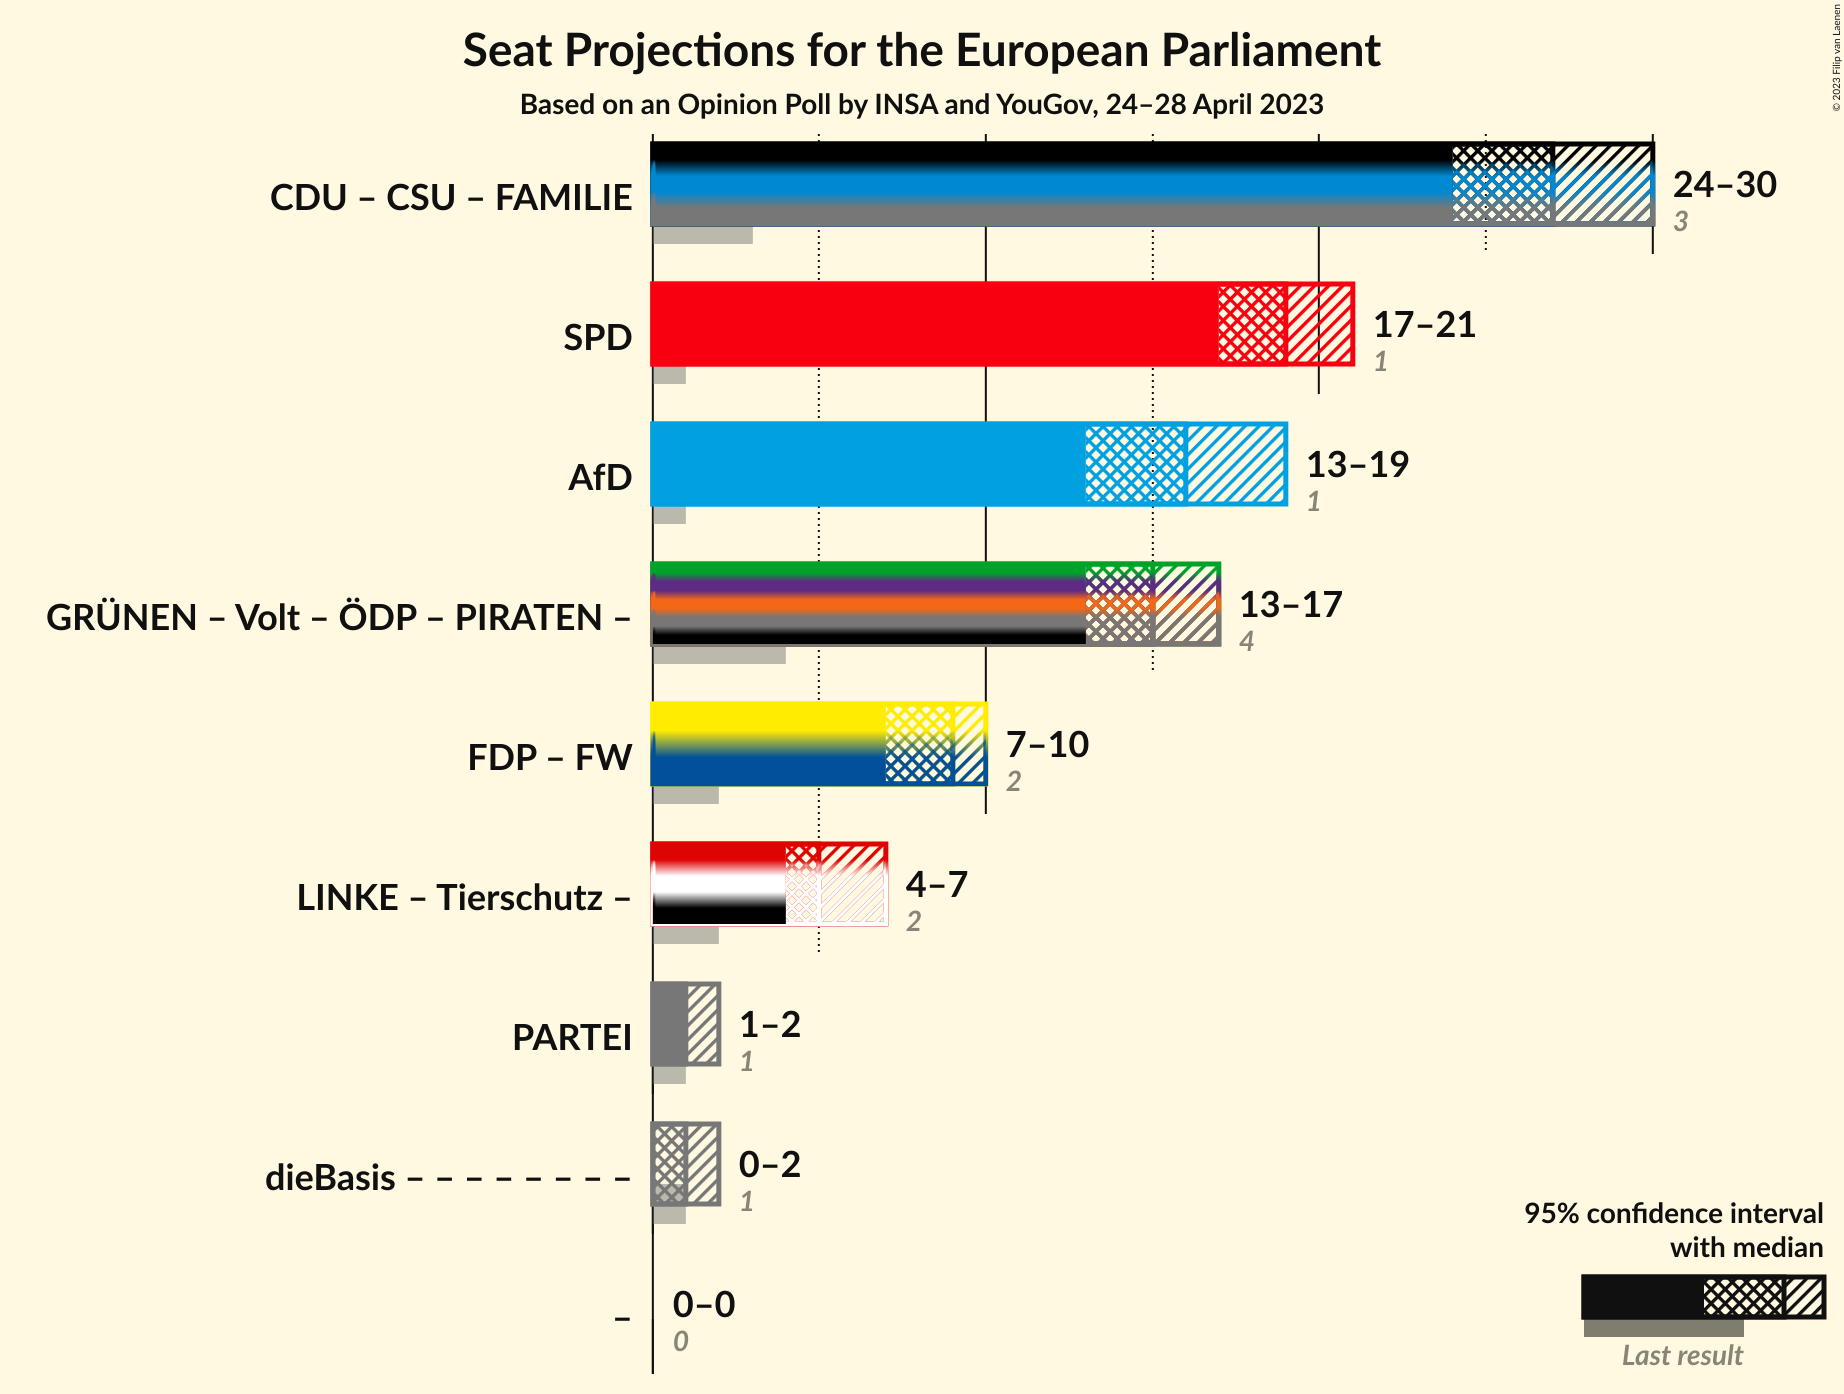 Seat Projections for the European Parliament
Based on an Opinion Poll by INSA and YouGov, 24–28 April 2023
© 2023 Filip van Laenen
CDU – CSU – FAMILIE
24–30
3
SPD
17–21
1
AfD
13–19
1
GRÜNEN – Volt – ÖDP – PIRATEN –
13–17
4
FDP – FW
7–10
2
LINKE – Tierschutz –
4–7
2
PARTEI
1–2
1
dieBasis – – – – – – – –
0–2
1
–
0–0
0
95% confidence interval
with median
Last result